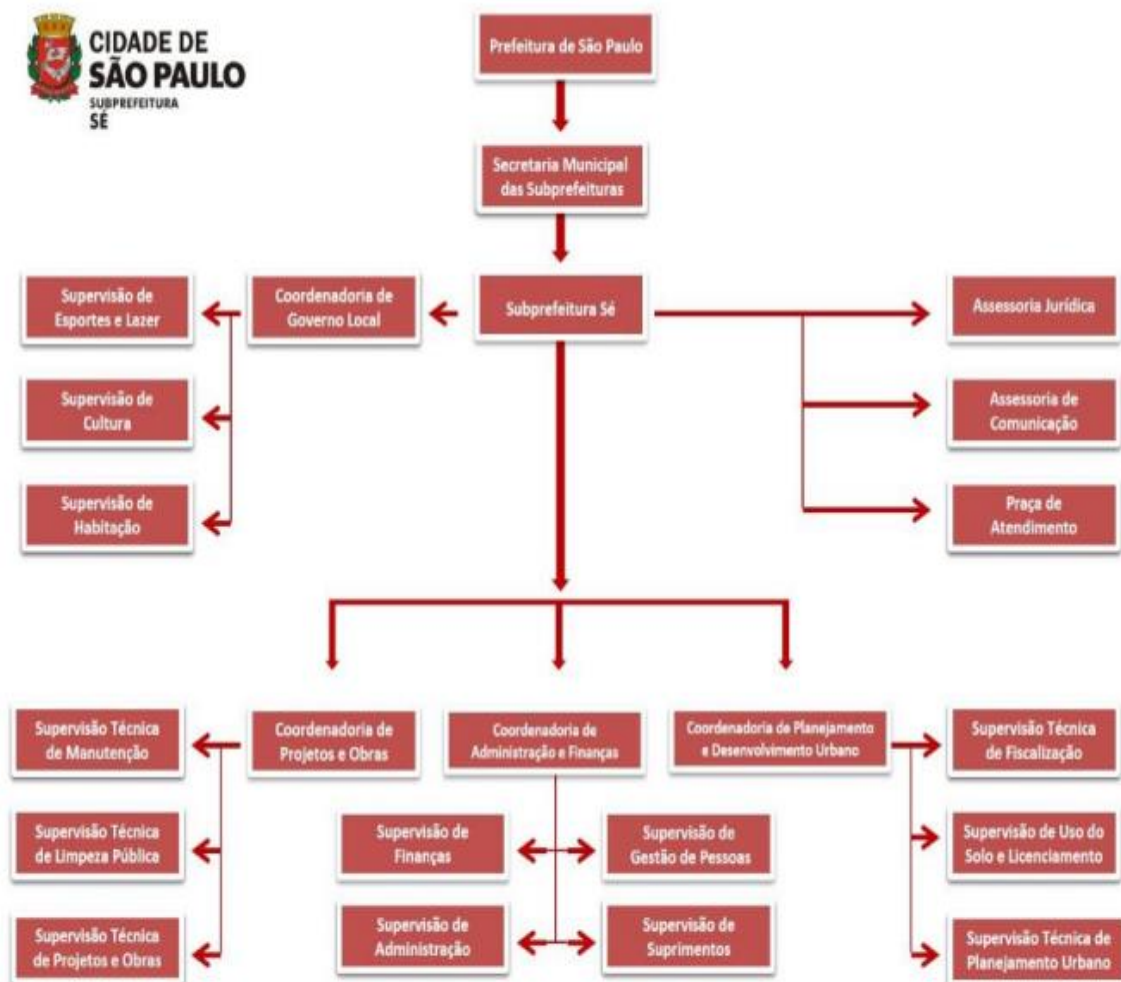 CIDADE DE
SÃO PAULO
SUBPREFEITURA
SÉ
Prefeitura de São Paulo
Secretaria Municipal
das Subprefeituras
Supervisão de
Esportes e Lazer
Coordenadoria de
Governo Local
Subprefeitura Sé
Assessoria Jurídica
Supervisão de
Cultura
Assessoria de
Comunicação
Supervisão de
Habitação
Praça de
Atendimento
Supervisão Técnica
de Manutenção
Coordenadoria de
Projetos e Obras
Coordenadoria de
Administração e Finanças
Coordenadoria de Planejamento
e Desenvolvimento Urbano
Supervisão Técnica
de Fiscalização
Supervisão Técnica
de Limpeza Pública
Supervisão de
Finanças
Supervisão de
Gestão de Pessoas
Supervisão de Uso do
Solo e Licenciamento
Supervisão Técnica
de Projetos e Obras
Supervisão de
Administração
Supervisão de
Suprimentos
Supervisão Técnica de
Planejamento Urbano